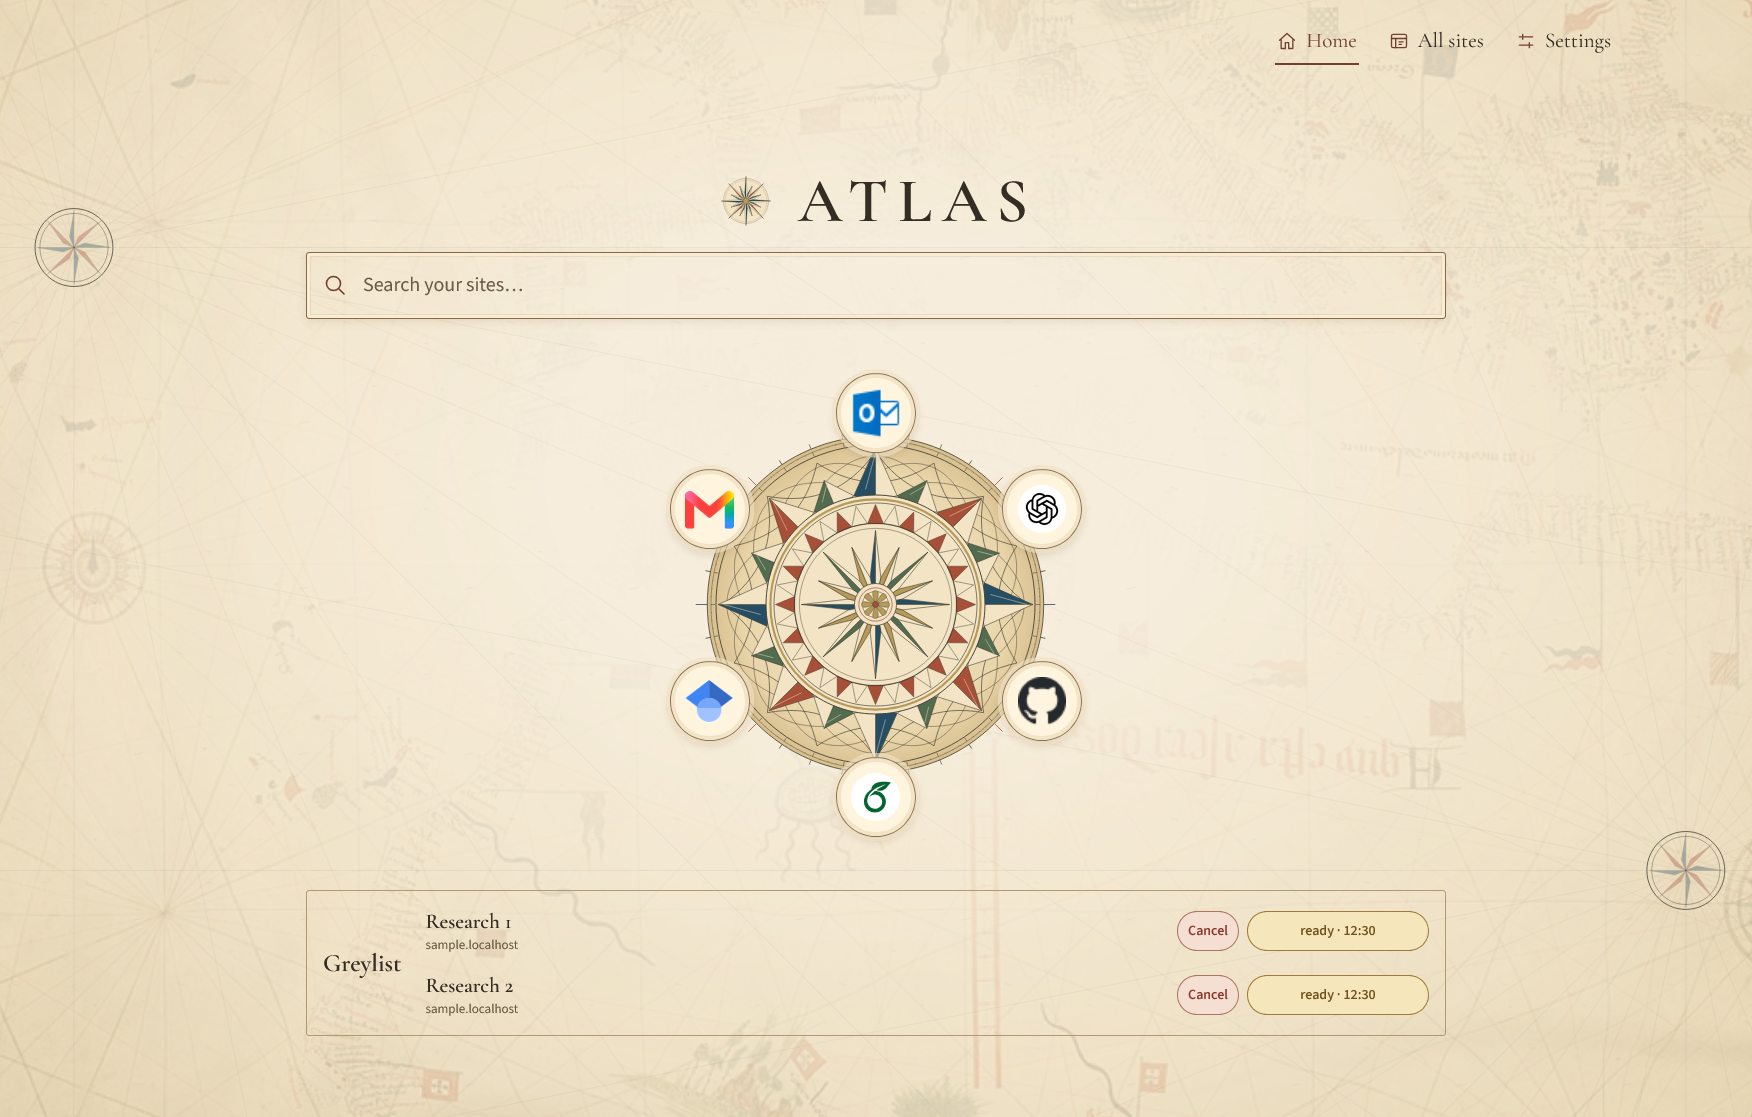 Home
All sites
Settings
ATLAS
Search your sites…
Greylist
Research 1
sample.localhost
Cancel
ready · 12:30
Research 2
sample.localhost
Cancel
ready · 12:30